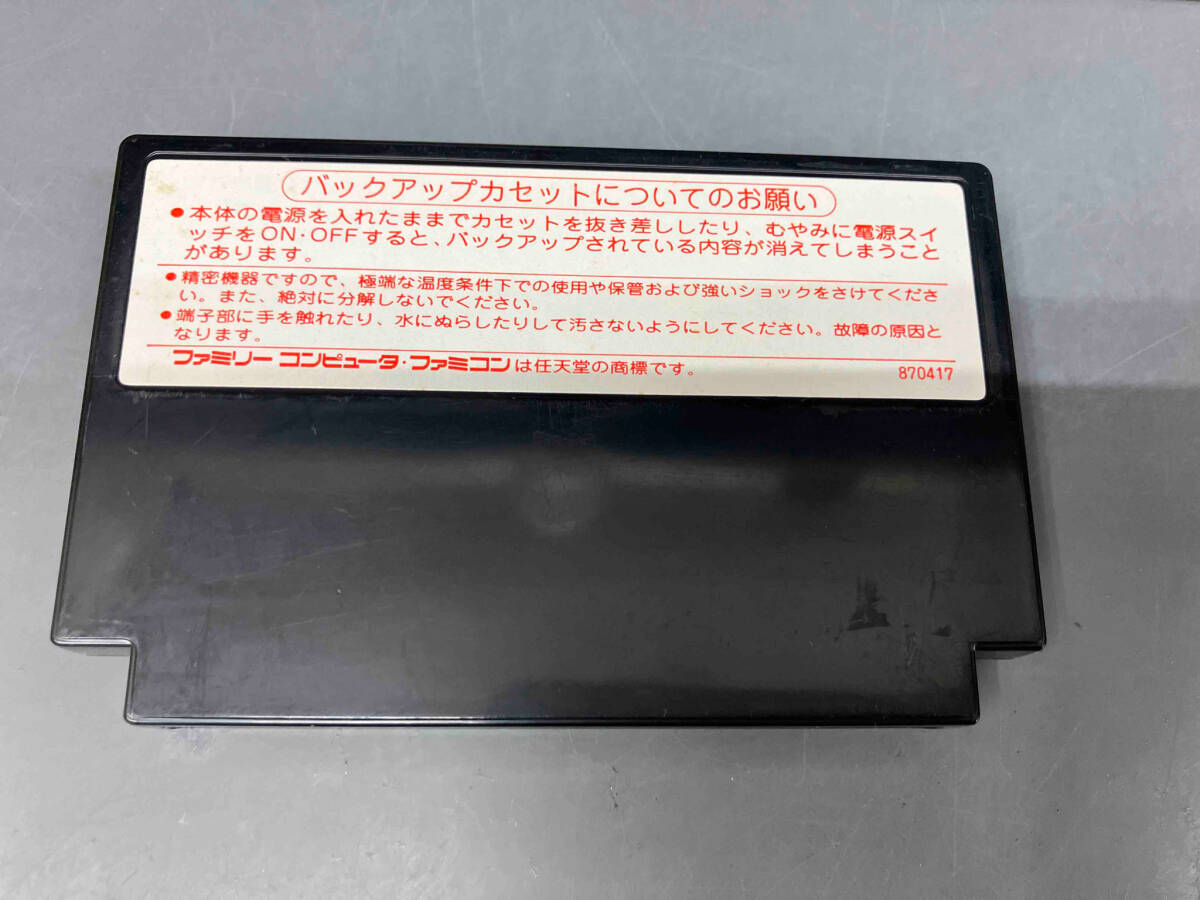 バックアップカセットについてのお願い
●本体の電源を入れたままでカセットを抜き差ししたり、むやみに電源スイ
ッチをON・OFFすると、バックアップされている内容が消えてしまうこと
があります。
●精密機器ですので、極端な温度条件下での使用や保管および強いショックをさけてくださ
い。また、絶対に分解しないでください。
●端子部に手を触れたり、水にぬらしたりして汚さないようにしてください。故障の原因と
なります。
ファミリー コンピュータ・ファミコンは任天堂の商標です。
870417